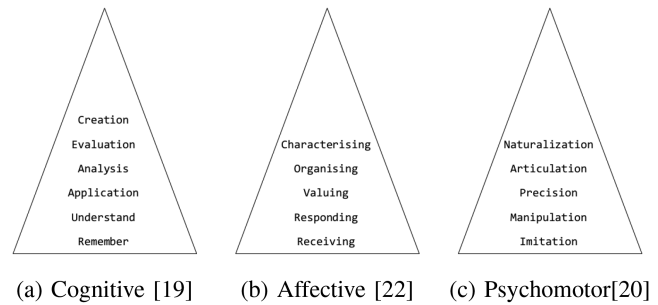 Creation
Evaluation
Analysis
Application
Understand
Remember
Characterising
Organising
Valuing
Responding
Receiving
Naturalization
Articulation
Precision
Manipulation
Imitation
(a) Cognitive [19]
(b) Affective [22]
(c) Psychomotor[20]